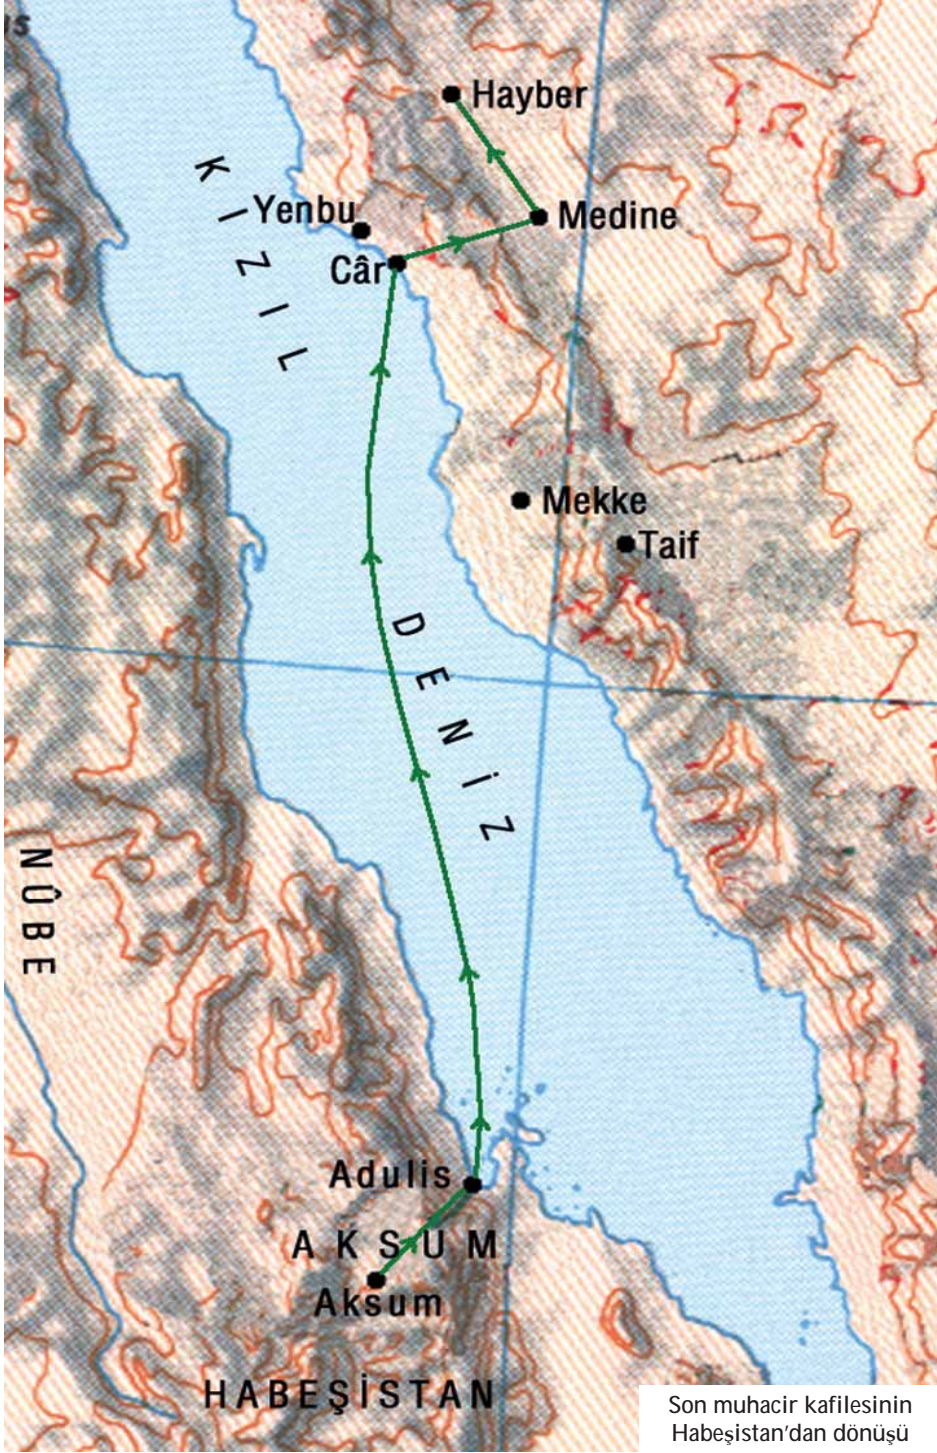 Hayber
Medine
Yenbu
Câr
KIZIL
Mekke
Taif
DENİZ
NÛBE
Adulis
AKSUM
Aksum
HABEŞİSTAN
Son muhacir kafilesinin
Habeşistan'dan dönüşü